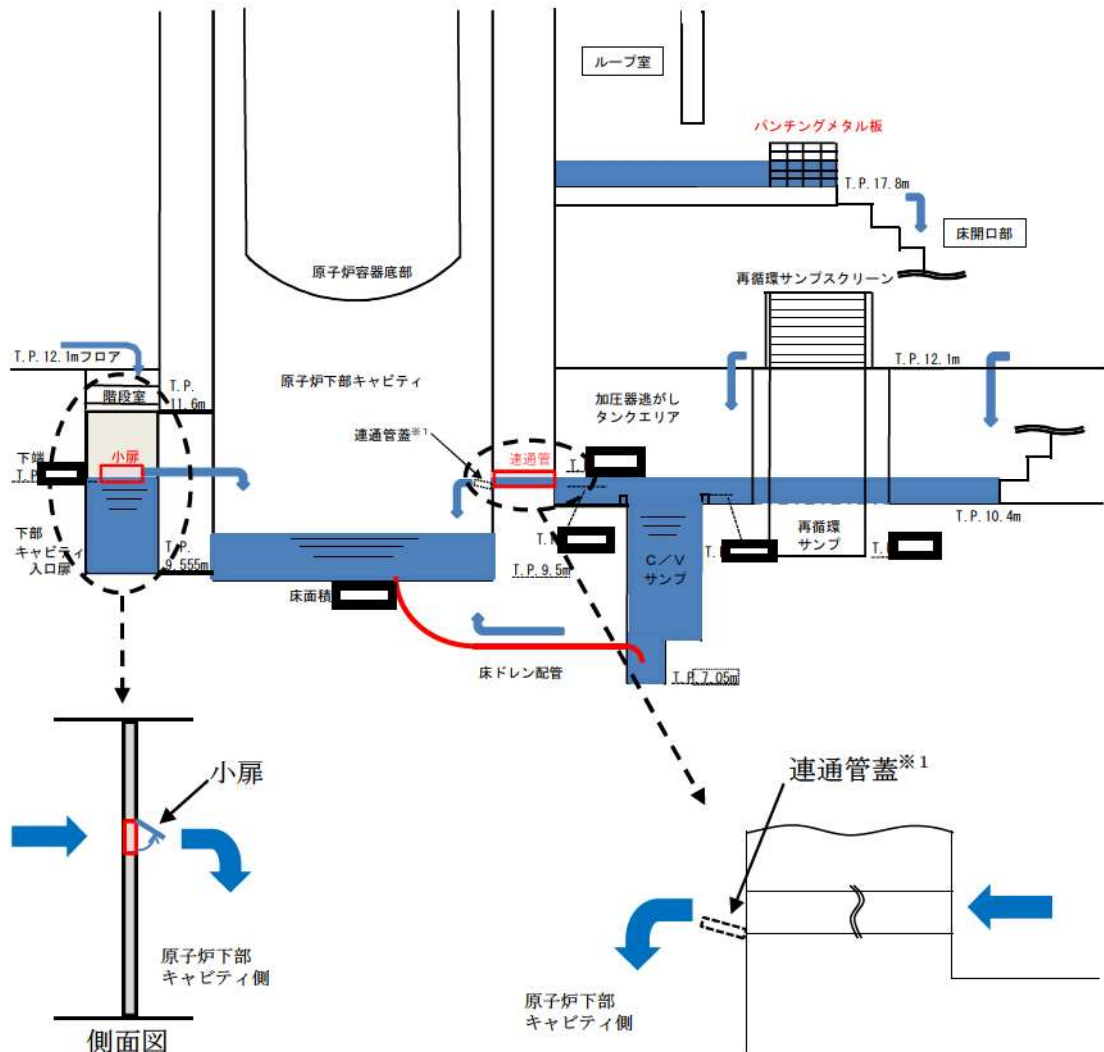 ループ室
パンチングメタル板
T.P.17.8m
床開口部
原子炉容器底部
再循環サンプスクリーン
T.P.12.1mフロア
T.P.12.1m
階段室
T.P.
11.6m
原子炉下部キャビティ
加圧器逃がし
タンクエリア
連通管蓋※1
連通管
下端
T.P
小扉
T.
下部
キャビティ
入口扉
T.P.
9.555m
T.P.9.5m
C/V
サンプ
再循環
サンプ
T.P.10.4m
床面積
床ドレン配管
T.P.7.05m
小扉
連通管蓋※1
原子炉下部
キャビティ側
側面図
原子炉下部
キャビティ側